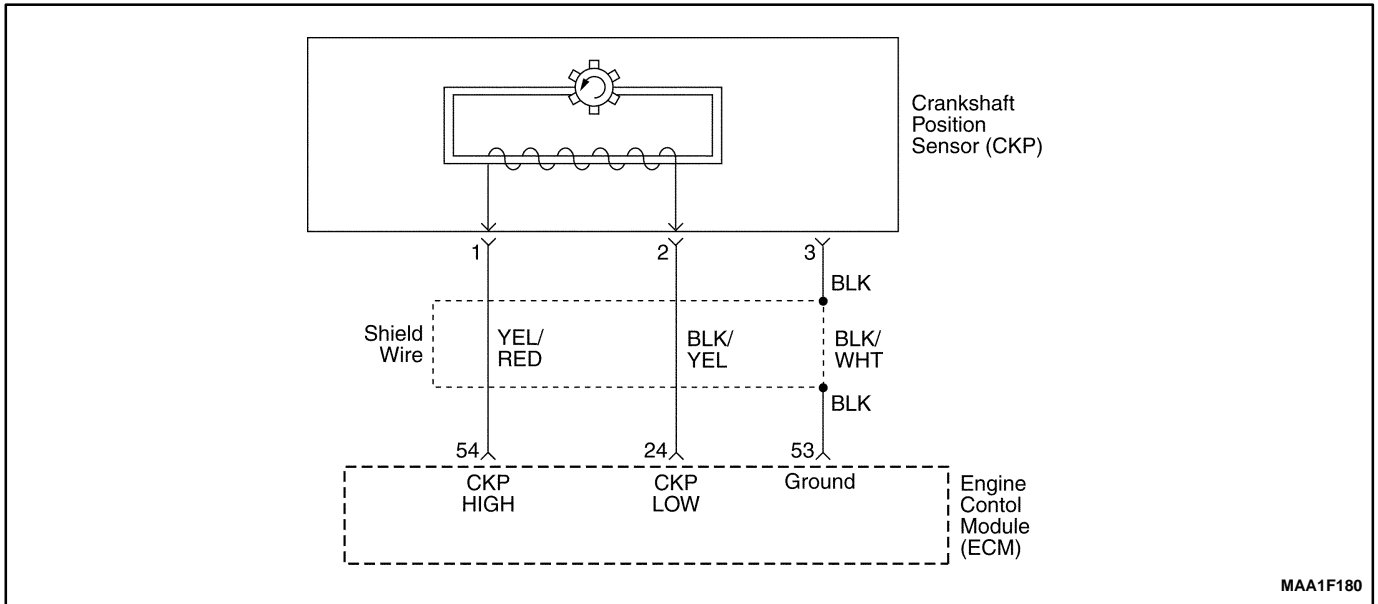 Crankshaft
Position
Sensor (CKP)
1
2
3
BLK
Shield
Wire
YEL/
RED
BLK/
YEL
BLK/
WHT
BLK
54
24
53
CKP
HIGH
CKP
LOW
Ground
Engine
Contol
Module
(ECM)
MAA1F180